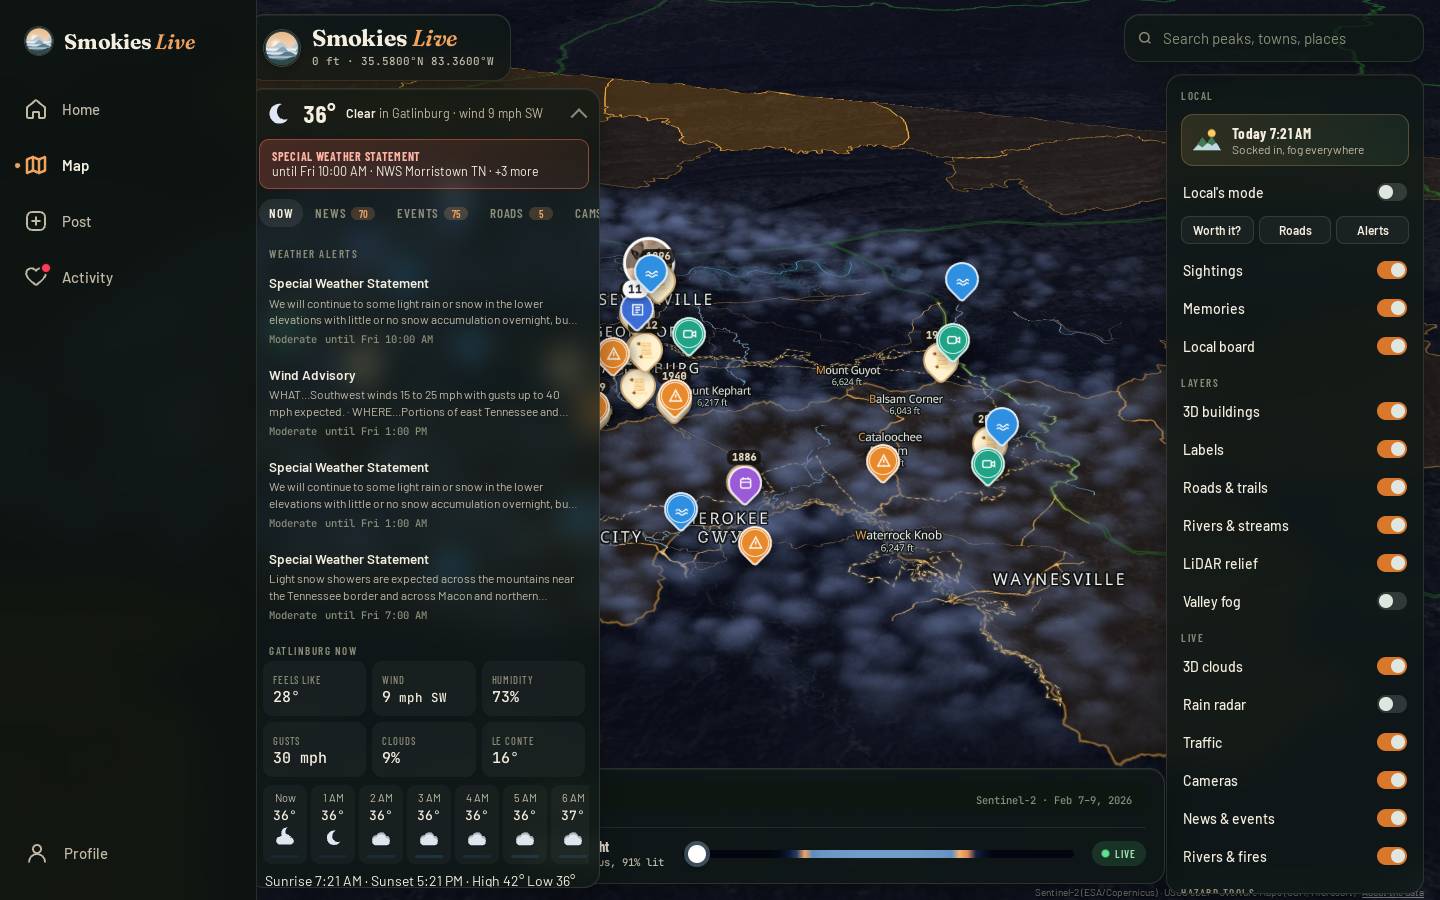 Smokies Live
Home
Map
Post
Activity
Profile
Smokies Live
0 ft · 35.5800°N 83.3600°W
36° Clear in Gatlinburg · wind 9 mph SW
SPECIAL WEATHER STATEMENT
until Fri 10:00 AM · NWS Morristown TN · +3 more
NOW NEWS 70 EVENTS 75 ROADS 5 CAMS
WEATHER ALERTS
Special Weather Statement
We will continue to some light rain or snow in the lower
elevations with little or no snow accumulation overnight, bu…
Moderate until Fri 10:00 AM
Wind Advisory
WHAT...Southwest winds 15 to 25 mph with gusts up to 40
mph expected. · WHERE...Portions of east Tennessee and…
Moderate until Fri 1:00 PM
Special Weather Statement
We will continue to some light rain or snow in the lower
elevations with little or no snow accumulation overnight, bu…
Moderate until Fri 1:00 AM
Special Weather Statement
Light snow showers are expected across the mountains near
the Tennessee border and across Macon and northern…
Moderate until Fri 7:00 AM
GATLINBURG NOW
FEELS LIKE WIND HUMIDITY
28° 9 mph SW 73%
GUSTS CLOUDS LE CONTE
30 mph 9% 16°
Now 1 AM 2 AM 3 AM 4 AM 5 AM 6 AM
36° 36° 36° 36° 36° 36° 37°
Sunrise 7:21 AM · Sunset 5:21 PM · High 42° Low 36°
11
1940
1886
Mount Guyot
6,624 ft
unt Kephart
6,217 ft
Balsam Corner
6,043 ft
Cataloochee
EROKEE
CITY
Waterrock Knob
6,247 ft
WAYNESVILLE
Sentinel-2 · Feb 7–9, 2026
91% lit
LIVE
Search peaks, towns, places
LOCAL
Today 7:21 AM
Socked in, fog everywhere
Local's mode
Worth it? Roads Alerts
Sightings
Memories
Local board
LAYERS
3D buildings
Labels
Roads & trails
Rivers & streams
LiDAR relief
Valley fog
LIVE
3D clouds
Rain radar
Traffic
Cameras
News & events
Rivers & fires
HAZARD TOOLS
Sentinel-2 (ESA/Copernicus)